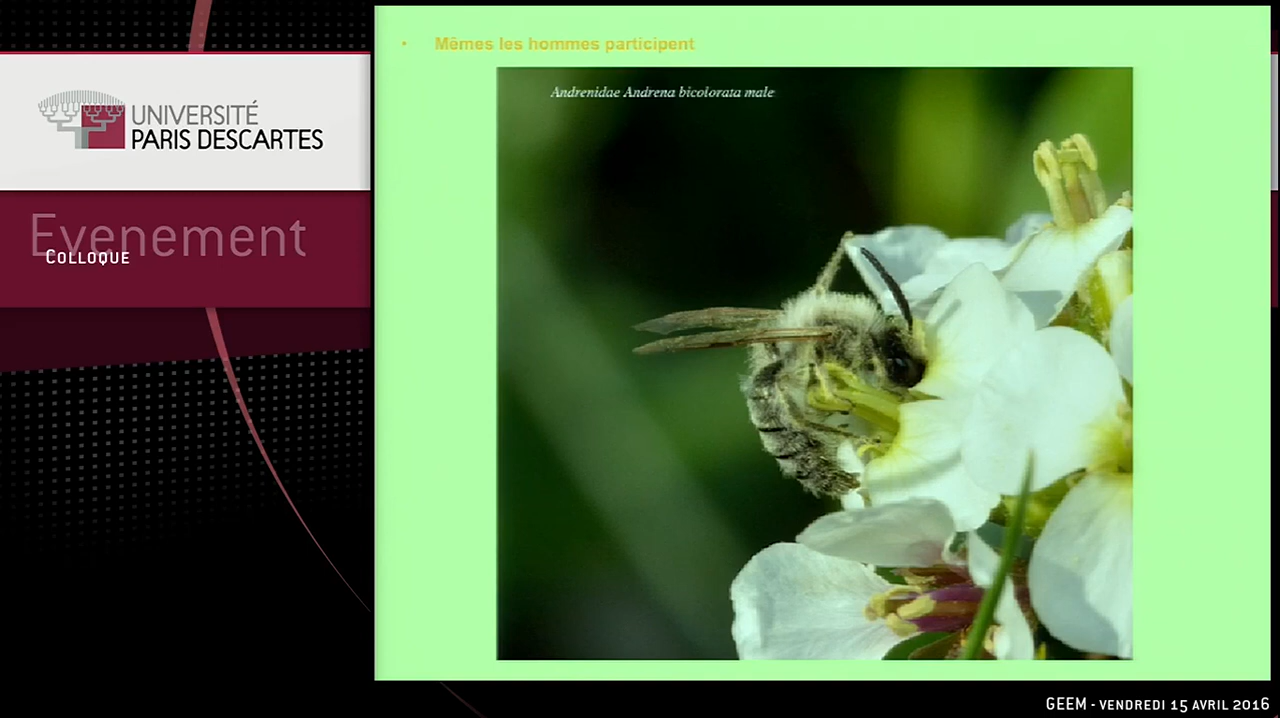 UNIVERSITÉ
PARIS DESCARTES
Evenement
COLLOQUE
• Mêmes les hommes participent
Andrenidae Andrena bicolorata male
GEEM - VENDREDI 15 AVRIL 2016